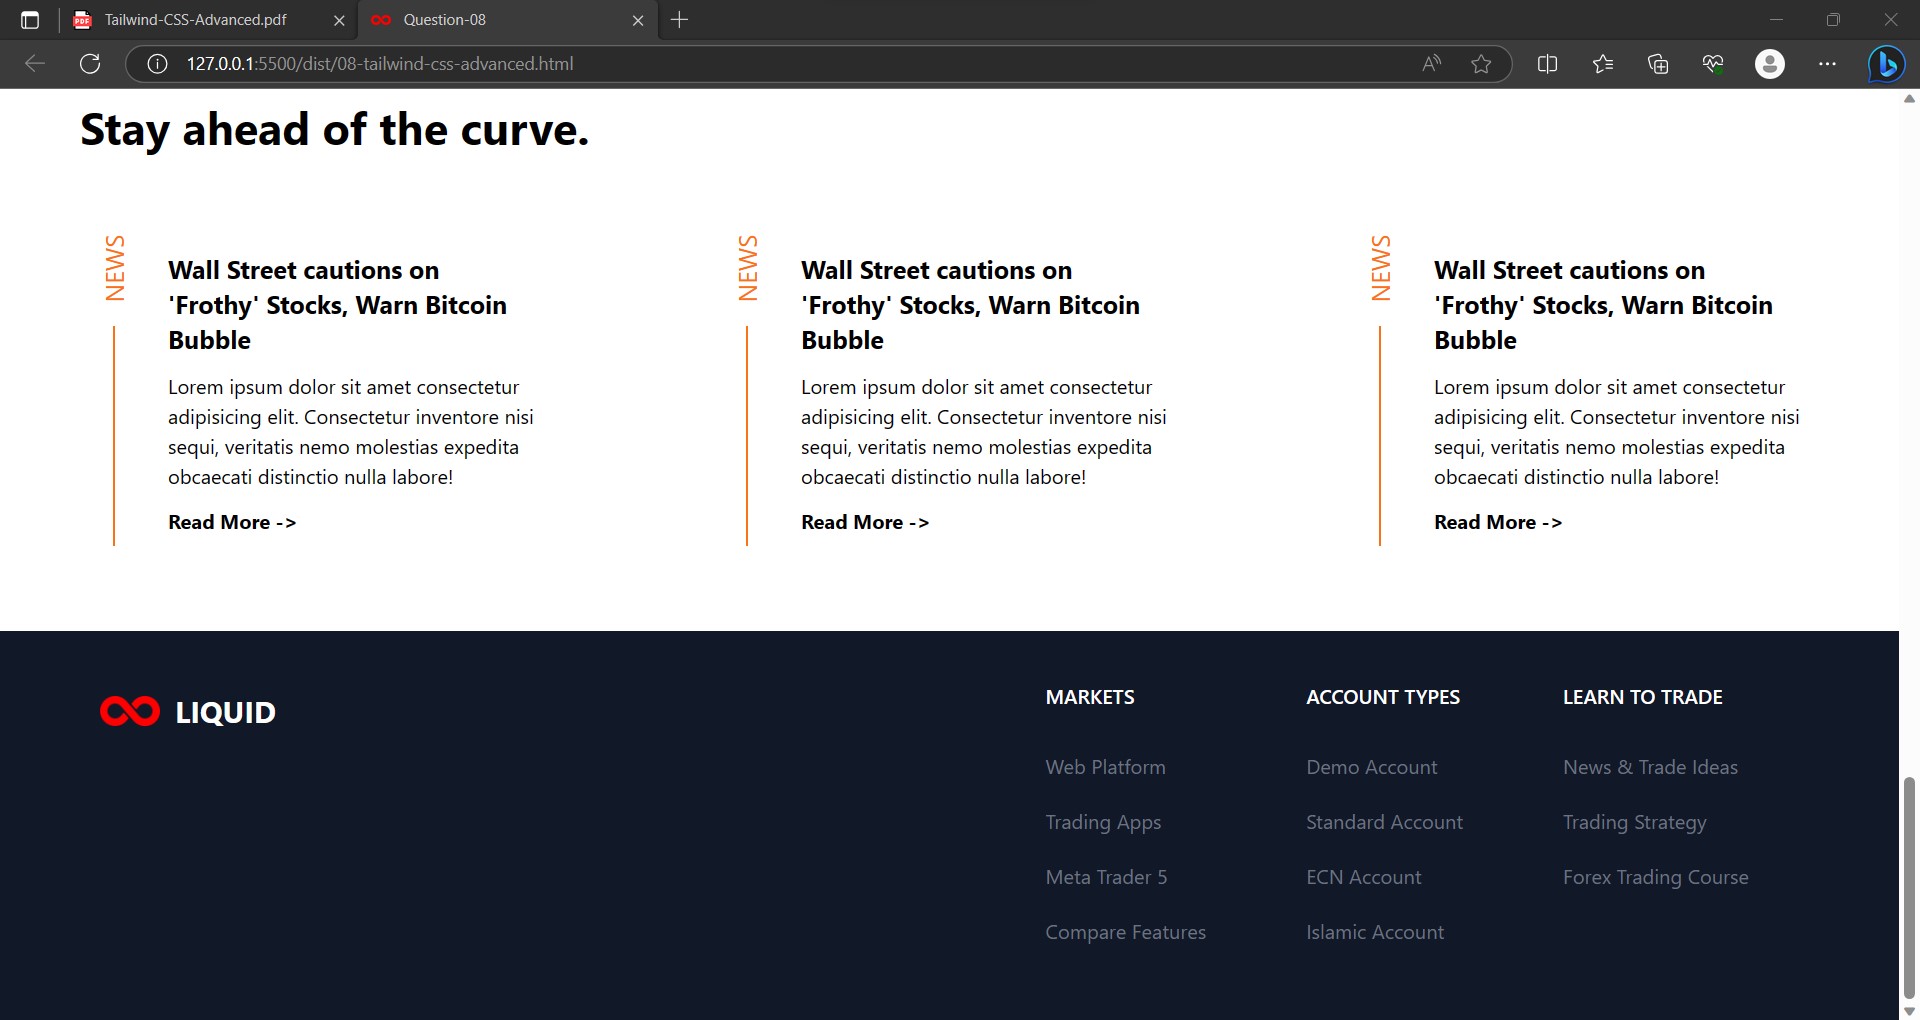 Tailwind-CSS-Advanced.pdf
Question-08
127.0.0.1:5500/dist/08-tailwind-css-advanced.html
Stay ahead of the curve.
NEWS
Wall Street cautions on
'Frothy' Stocks, Warn Bitcoin
Bubble
Lorem ipsum dolor sit amet consectetur
adipisicing elit. Consectetur inventore nisi
sequi, veritatis nemo molestias expedita
obcaecati distinctio nulla labore!
Read More ->
NEWS
Wall Street cautions on
'Frothy' Stocks, Warn Bitcoin
Bubble
Lorem ipsum dolor sit amet consectetur
adipisicing elit. Consectetur inventore nisi
sequi, veritatis nemo molestias expedita
obcaecati distinctio nulla labore!
Read More ->
NEWS
Wall Street cautions on
'Frothy' Stocks, Warn Bitcoin
Bubble
Lorem ipsum dolor sit amet consectetur
adipisicing elit. Consectetur inventore nisi
sequi, veritatis nemo molestias expedita
obcaecati distinctio nulla labore!
Read More ->
LIQUID
MARKETS
Web Platform
Trading Apps
Meta Trader 5
Compare Features
ACCOUNT TYPES
Demo Account
Standard Account
ECN Account
Islamic Account
LEARN TO TRADE
News & Trade Ideas
Trading Strategy
Forex Trading Course